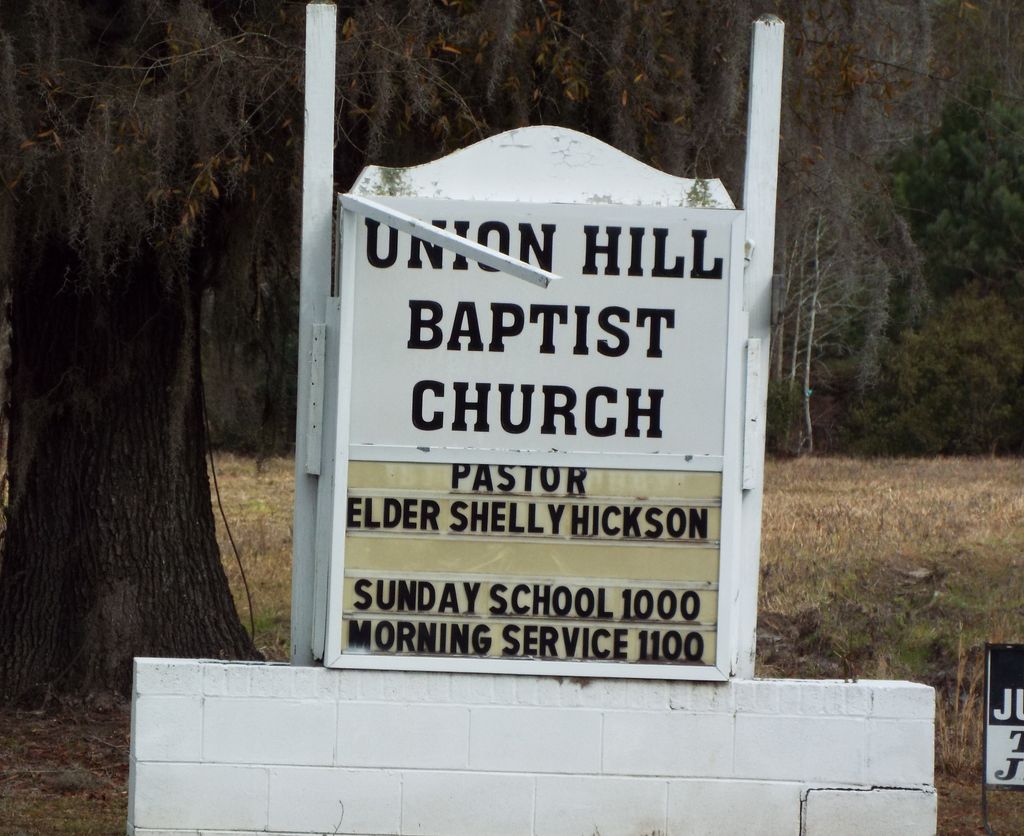 UNION HILL
BAPTIST
CHURCH
PASTOR
ELDER SHELLY HICKSON
SUNDAY SCHOOL 1000
MORNING SERVICE 1100